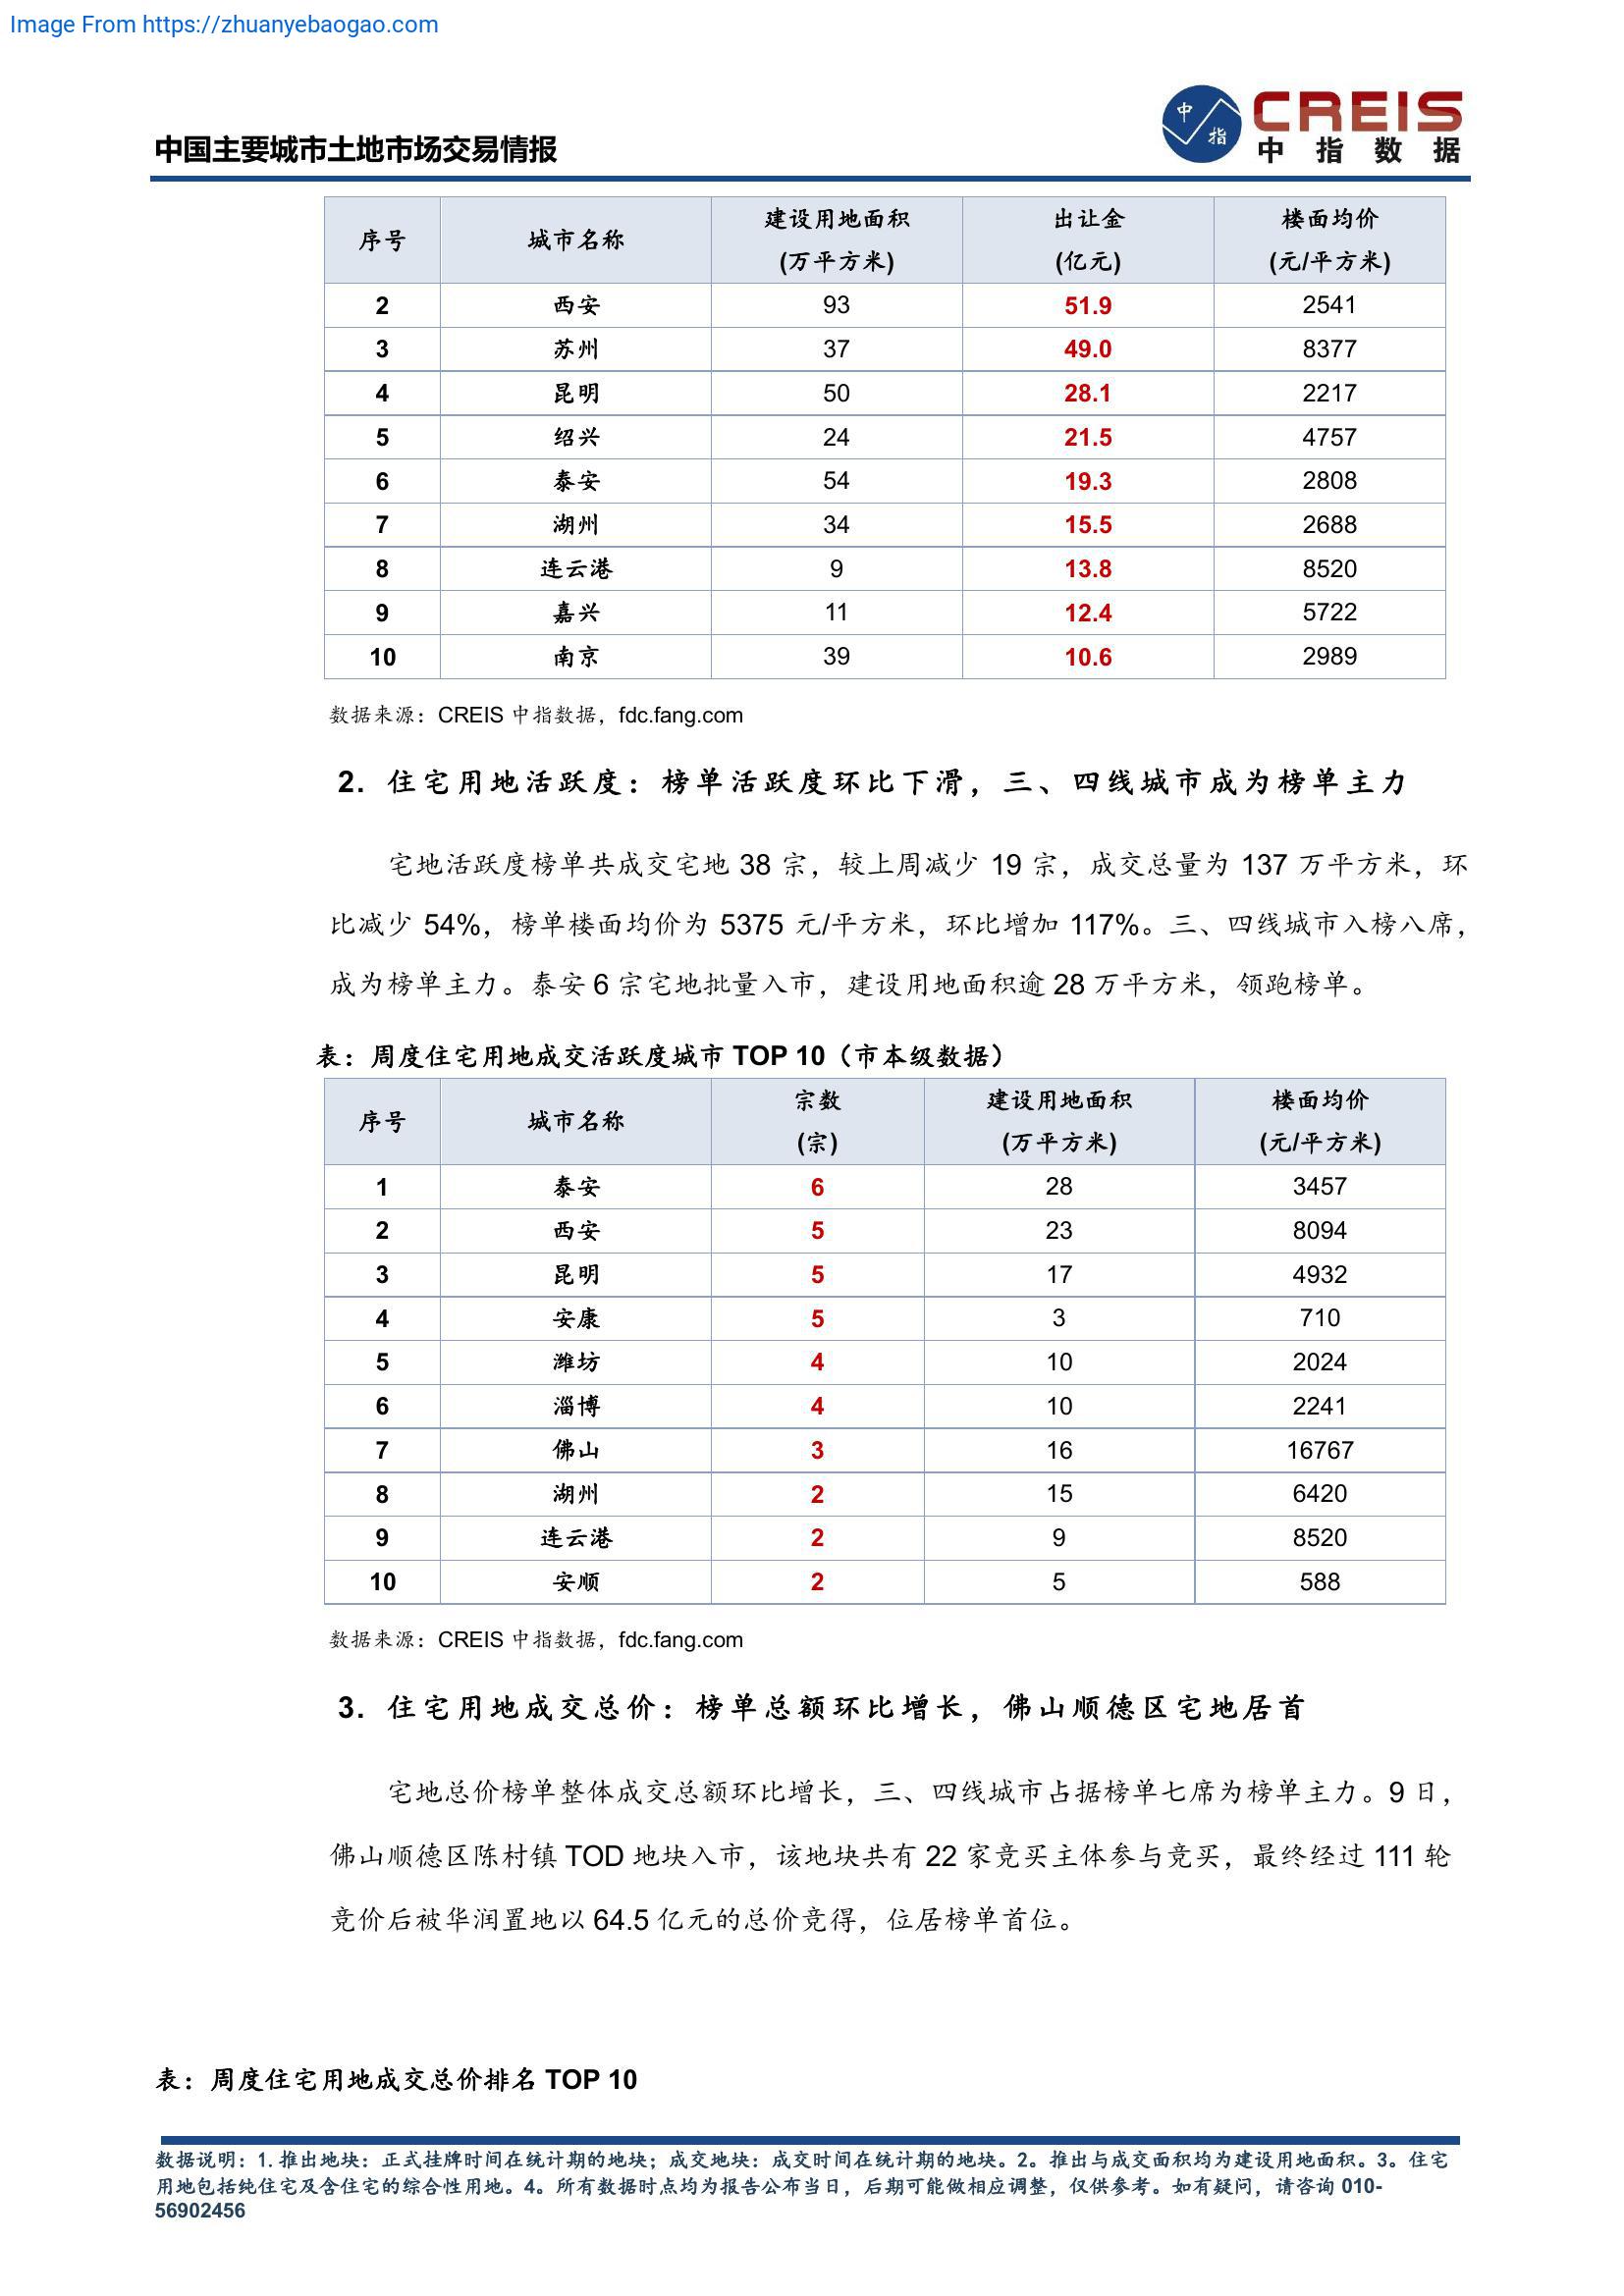 Image From https://zhuanyebaogao.com
中国主要城市土地市场交易情报
中 指 CREIS
中 指 数 据
序号 城市名称 建设用地面积 (万平方米) 出让金 (亿元) 楼面均价 (元/平方米)
2 西安 93 51.9 2541
3 苏州 37 49.0 8377
4 昆明 50 28.1 2217
5 绍兴 24 21.5 4757
6 泰安 54 19.3 2808
7 湖州 34 15.5 2688
8 连云港 9 13.8 8520
9 嘉兴 11 12.4 5722
10 南京 39 10.6 2989
数据来源：CREIS 中指数据，fdc.fang.com
2. 住宅用地活跃度：榜单活跃度环比下滑，三、四线城市成为榜单主力
宅地活跃度榜单共成交宅地 38 宗，较上周减少 19 宗，成交总量为 137 万平方米，环
比减少 54%，榜单楼面均价为 5375 元/平方米，环比增加 117%。三、四线城市入榜八席，
成为榜单主力。泰安 6 宗宅地批量入市，建设用地面积逾 28 万平方米，领跑榜单。
表：周度住宅用地成交活跃度城市 TOP 10（市本级数据）
序号 城市名称 宗数 (宗) 建设用地面积 (万平方米) 楼面均价 (元/平方米)
1 泰安 6 28 3457
2 西安 5 23 8094
3 昆明 5 17 4932
4 安康 5 3 710
5 潍坊 4 10 2024
6 淄博 4 10 2241
7 佛山 3 16 16767
8 湖州 2 15 6420
9 连云港 2 9 8520
10 安顺 2 5 588
数据来源：CREIS 中指数据，fdc.fang.com
3. 住宅用地成交总价：榜单总额环比增长，佛山顺德区宅地居首
宅地总价榜单整体成交总额环比增长，三、四线城市占据榜单七席为榜单主力。9 日，
佛山顺德区陈村镇 TOD 地块入市，该地块共有 22 家竞买主体参与竞买，最终经过 111 轮
竞价后被华润置地以 64.5 亿元的总价竞得，位居榜单首位。
表：周度住宅用地成交总价排名 TOP 10
数据说明：1.推出地块：正式挂牌时间在统计期的地块；成交地块：成交时间在统计期的地块。2。推出与成交面积均为建设用地面积。3。住宅
用地包括纯住宅及含住宅的综合性用地。4。所有数据时点均为报告公布当日，后期可能做相应调整，仅供参考。如有疑问，请咨询 010-
56902456